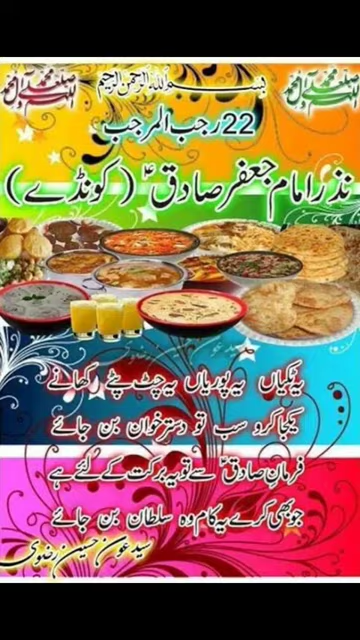 بسم اللہ الرحمن الرحیم
22 رجب المرجب
نذر امام جعفر صادقؑ (کونڈے)
یہ ٹکیاں یہ پوریاں یہ چٹ پٹے رکھانے
یکجا کرو سب تو دسترخوان بن جائے
فرمانِ صادقؑ سے تو یہ برکت کے لئے ہے
جو بھی کرے یہ کام وہ سلطان بن جائے
سید عون حسین رضوی